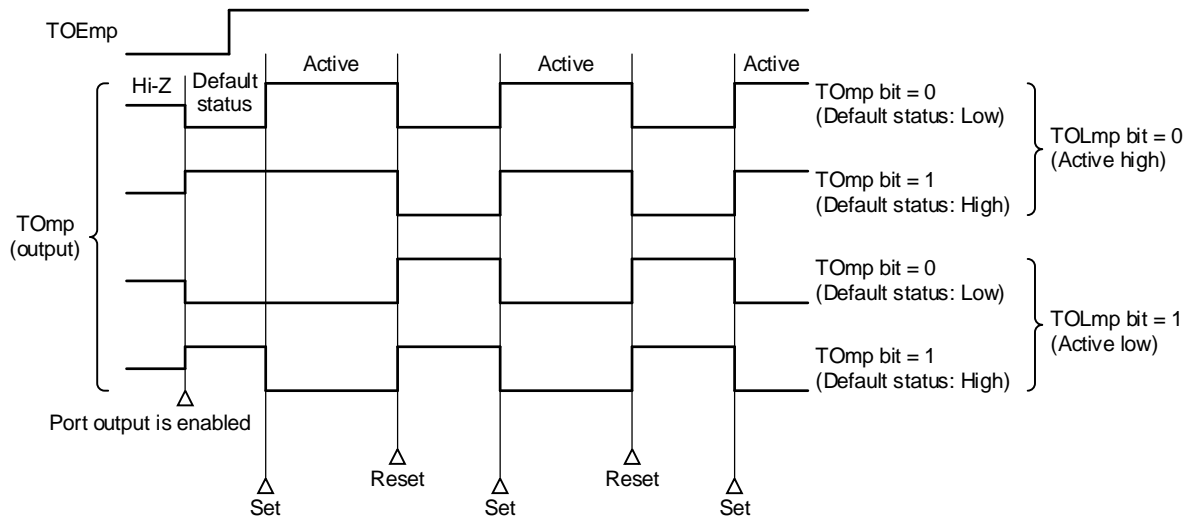 TOEmp
Hi-Z
Default
status
Active
Active
Active
TOmp
(output)
TOmp bit = 0
(Default status: Low)
TOmp bit = 1
(Default status: High)
TOmp bit = 0
(Default status: Low)
TOmp bit = 1
(Default status: High)
TOLmp bit = 0
(Active high)
TOLmp bit = 1
(Active low)
Port output is enabled
Set
Reset
Set
Reset
Set